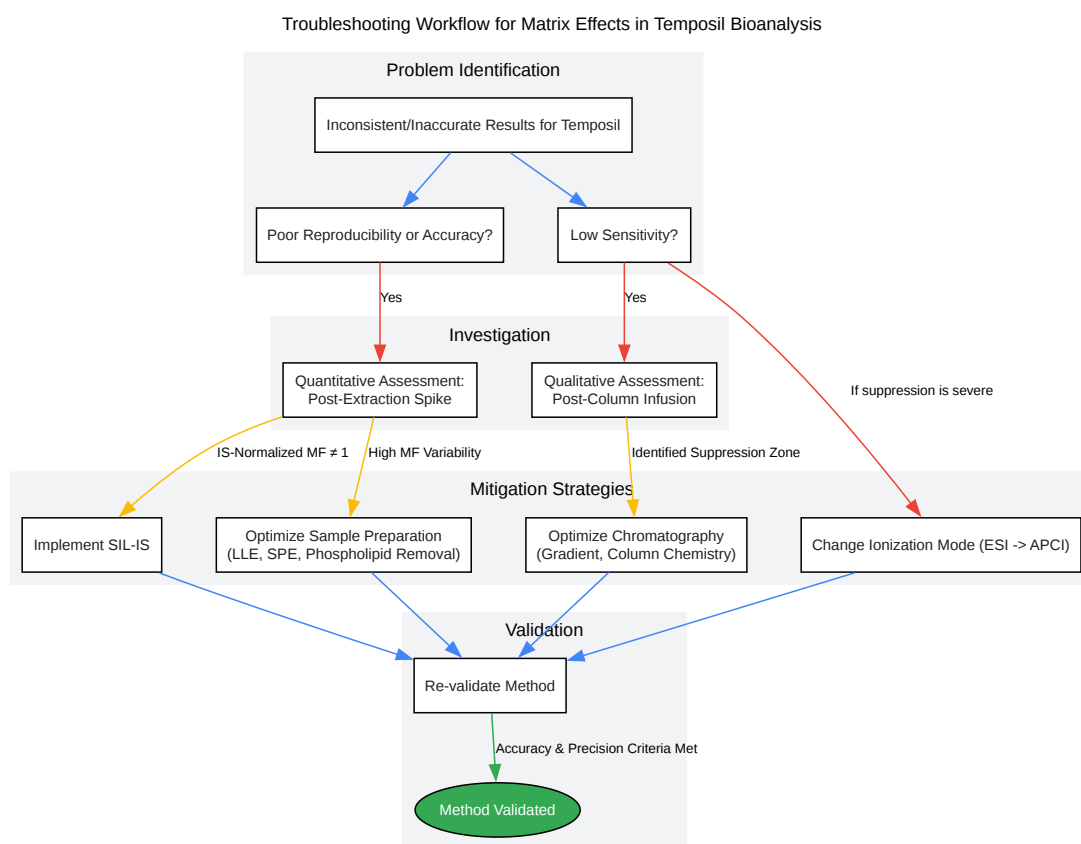 Troubleshooting Workflow for Matrix Effects in Temposil Bioanalysis
Problem Identification
Inconsistent/Inaccurate Results for Temposil
Poor Reproducibility or Accuracy?
Low Sensitivity?
Yes
Yes
Investigation
Quantitative Assessment:
Post-Extraction Spike
Qualitative Assessment:
Post-Column Infusion
If suppression is severe
IS-Normalized MF ≠ 1
High MF Variability
Identified Suppression Zone
Mitigation Strategies
Implement SIL-IS
Optimize Sample Preparation
(LLE, SPE, Phospholipid Removal)
Optimize Chromatography
(Gradient, Column Chemistry)
Change Ionization Mode (ESI -> APCI)
Validation
Re-validate Method
Accuracy & Precision Criteria Met
Method Validated